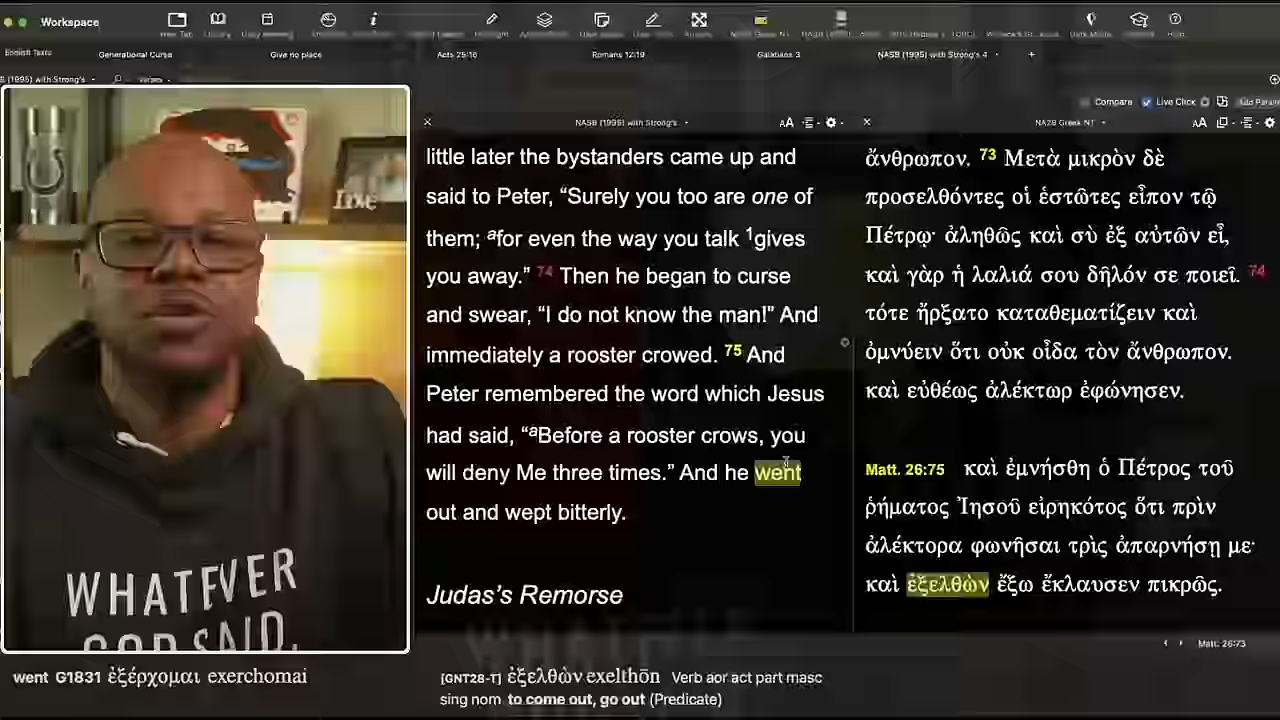 Workspace
Generational Curse
Give no place
Acts 25:16
Romans 12:19
Galatians 3
NASB (1995) with Strong's 4
Compare
Live Click
NASB (1995) with Strong's
NA28 Greek NT
little later the bystanders came up and
said to Peter, “Surely you too are one of
them; ᵃfor even the way you talk ¹gives
you away.” 74 Then he began to curse
and swear, “I do not know the man!” And
immediately a rooster crowed. 75 And
Peter remembered the word which Jesus
had said, “ᵃBefore a rooster crows, you
will deny Me three times.” And he went
out and wept bitterly.
Judas’s Remorse
ἄνθρωπον. 73 Μετὰ μικρὸν δὲ
προσελθόντες οἱ ἑστῶτες εἶπον τῷ
Πέτρῳ· ἀληθῶς καὶ σὺ ἐξ αὐτῶν εἶ,
καὶ γὰρ ἡ λαλιά σου δῆλόν σε ποιεῖ. 74
τότε ἤρξατο καταθεματίζειν καὶ
ὀμνύειν ὅτι οὐκ οἶδα τὸν ἄνθρωπον.
καὶ εὐθέως ἀλέκτωρ ἐφώνησεν.
Matt. 26:75 καὶ ἐμνήσθη ὁ Πέτρος τοῦ
ῥήματος Ἰησοῦ εἰρηκότος ὅτι πρὶν
ἀλέκτορα φωνῆσαι τρὶς ἀπαρνήσῃ με·
καὶ ἐξελθὼν ἔξω ἔκλαυσεν πικρῶς.
Matt. 26:73
love
WHATEVER
GOD SAID.
went G1831 ἐξέρχομαι exerchomai
[GNT28-T] ἐξελθὼν exelthōn Verb aor act part masc
sing nom to come out, go out (Predicate)